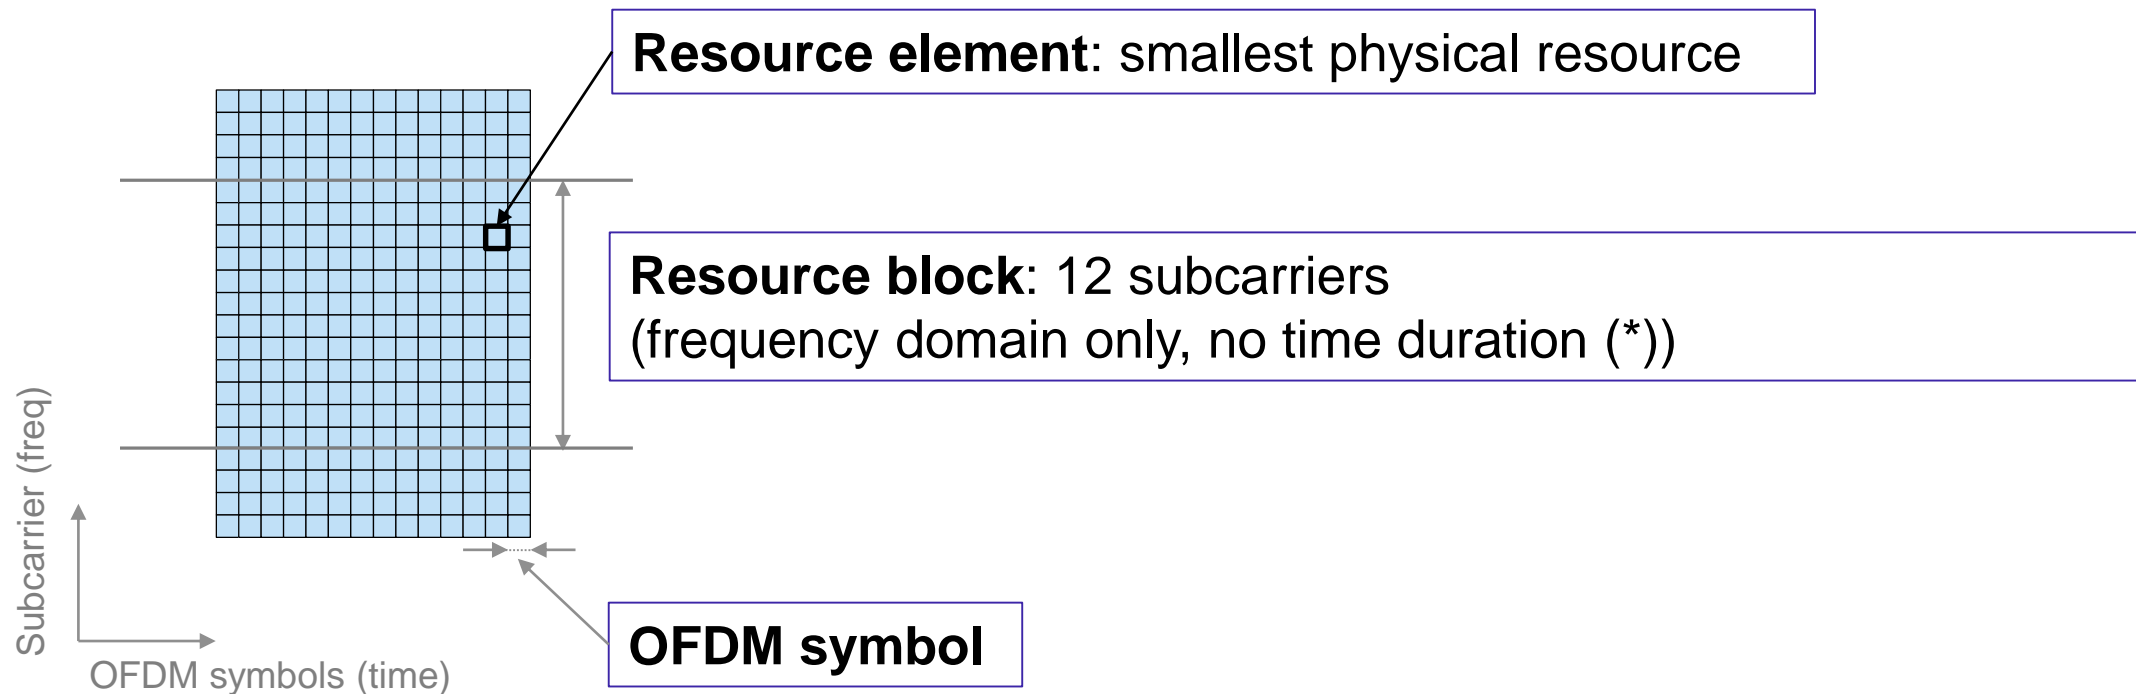 Resource element: smallest physical resource
Resource block: 12 subcarriers
(frequency domain only, no time duration (*))
Subcarrier (freq)
OFDM symbol
OFDM symbols (time)